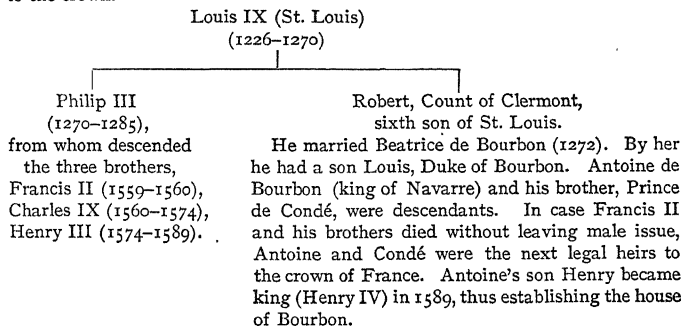 Louis IX (St. Louis)
(1226–1270)
Philip III
(1270–1285),
from whom descended
the three brothers,
Francis II (1559–1560),
Charles IX (1560–1574),
Henry III (1574–1589).
Robert, Count of Clermont,
sixth son of St. Louis.
He married Beatrice de Bourbon (1272). By her
he had a son Louis, Duke of Bourbon. Antoine de
Bourbon (king of Navarre) and his brother, Prince
de Condé, were descendants. In case Francis II
and his brothers died without leaving male issue,
Antoine and Condé were the next legal heirs to
the crown of France. Antoine's son Henry became
king (Henry IV) in 1589, thus establishing the house
of Bourbon.